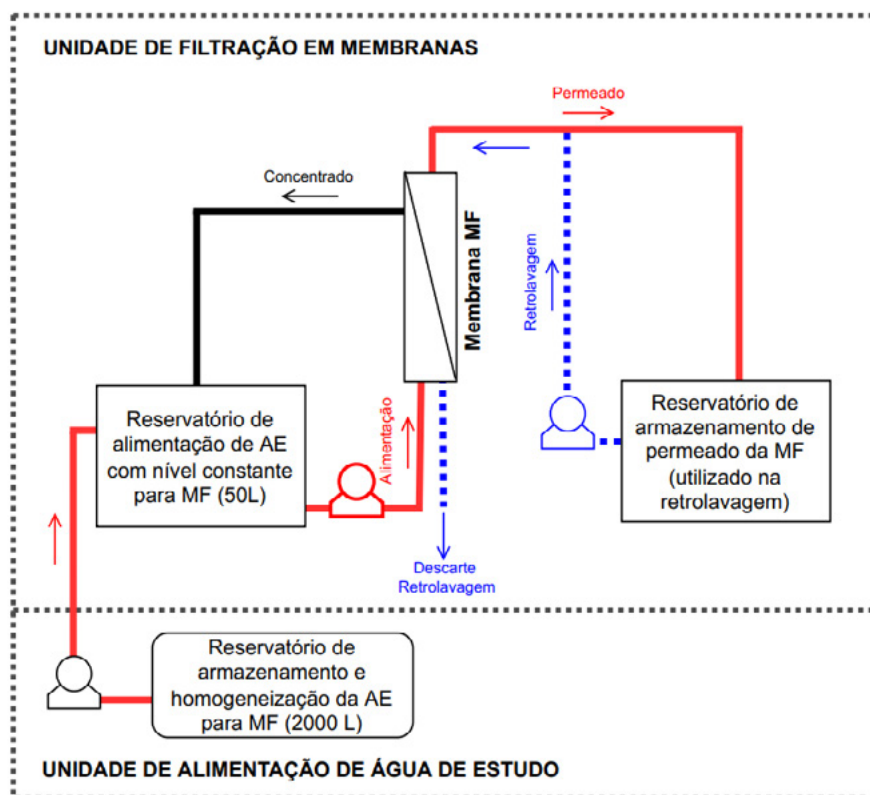 UNIDADE DE FILTRAÇÃO EM MEMBRANAS
Permeado
Concentrado
Membrana MF
Retrolavagem
Alimentação
Reservatório de
alimentação de AE
com nível constante
para MF (50L)
Reservatório de
armazenamento de
permeado da MF
(utilizado na
retrolavagem)
Descarte
Retrolavagem
Reservatório de
armazenamento e
homogeneização da AE
para MF (2000 L)
UNIDADE DE ALIMENTAÇÃO DE ÁGUA DE ESTUDO